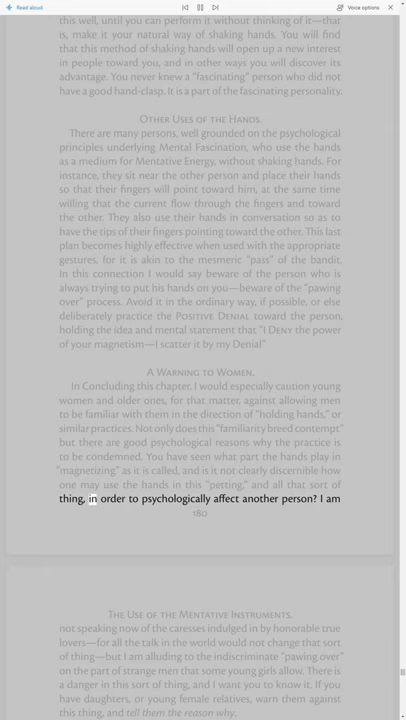 Read aloud
Voice options
this well, until you can perform it without thinking of it—that
is, make it your natural way of shaking hands. You will find
that this method of shaking hands will open up a new interest
in people toward you, and in other ways you will discover its
advantage. You never knew a "fascinating" person who did not
have a good hand-clasp. It is a part of the fascinating personality.
Other Uses of the Hands.
There are many persons, well grounded on the psychological
principles underlying Mental Fascination, who use the hands
as a medium for Mentative Energy, without shaking hands. For
instance, they sit near the other person and place their hands
so that their fingers will point toward him, at the same time
willing that the current flow through the fingers and toward
the other. They also use their hands in conversation so as to
have the tips of their fingers pointing toward the other. This last
plan becomes highly effective when used with the appropriate
gestures, for it is akin to the mesmeric "pass" of the bandit.
In this connection I would say beware of the person who is
always trying to put his hands on you—beware of the "pawing
over" process. Avoid it in the ordinary way, if possible, or else
deliberately practice the Positive Denial toward the person,
holding the idea and mental statement that "I Deny the power
of your magnetism—I scatter it by my Denial"
A Warning to Women.
In Concluding this chapter, I would especially caution young
women and older ones, for that matter, against allowing men
to be familiar with them in the direction of "holding hands," or
similar practices. Not only does this "familiarity breed contempt"
but there are good psychological reasons why the practice is
to be condemned. You have seen what part the hands play in
"magnetizing" as it is called, and is it not clearly discernible how
one may use the hands in this "petting," and all that sort of
thing, in order to psychologically affect another person? I am
180
The Use of the Mentative Instruments.
not speaking now of the caresses indulged in by honorable true
lovers—for all the talk in the world would not change that sort
of thing—but I am alluding to the indiscriminate "pawing over"
on the part of strange men that some young girls allow. There is
a danger in this sort of thing, and I want you to know it. If you
have daughters, or young female relatives, warn them against
this thing, and tell them the reason why.